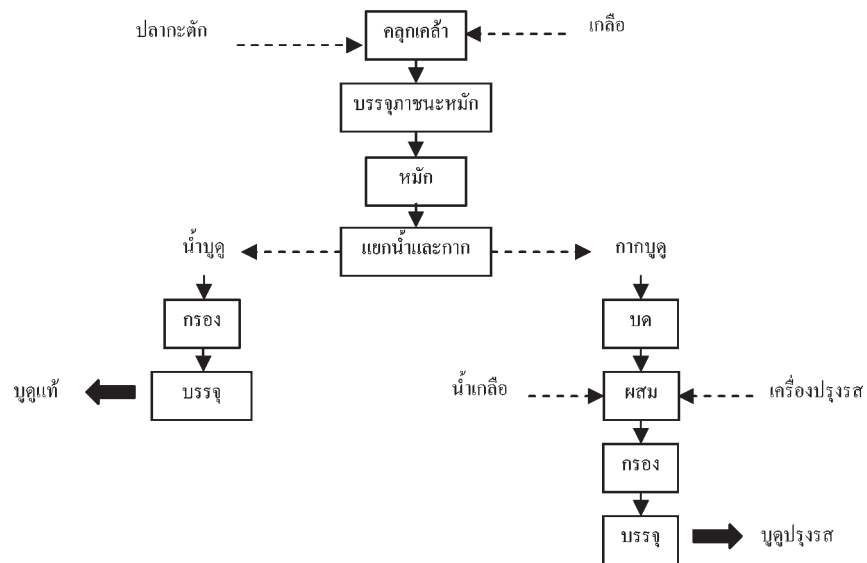 ปลากะตัก
คลุกเคล้า
เกลือ
บรรจุภาชนะหมัก
หมัก
น้ำบูดู
แยกน้ำและกาก
กากบูดู
กรอง
บด
บูดูแท้
บรรจุ
น้ำเกลือ
ผสม
เครื่องปรุงรส
กรอง
บรรจุ
บูดูปรุงรส